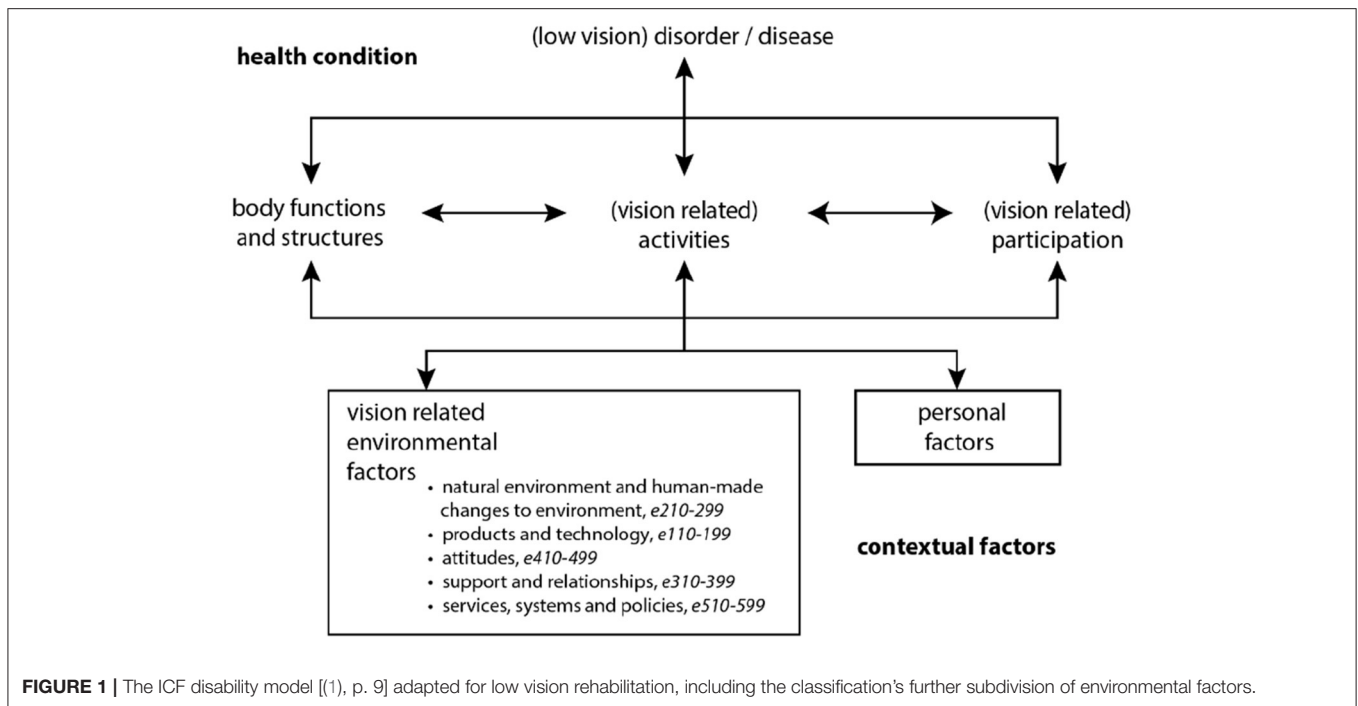 (low vision) disorder / disease
health condition
body functions
and structures
(vision related)
activities
(vision related)
participation
vision related
environmental
factors
• natural environment and human-made
changes to environment, e210-299
• products and technology, e110-199
• attitudes, e410-499
• support and relationships, e310-399
• services, systems and policies, e510-599
personal
factors
contextual factors
FIGURE 1 | The ICF disability model [(1), p. 9] adapted for low vision rehabilitation, including the classification's further subdivision of environmental factors.